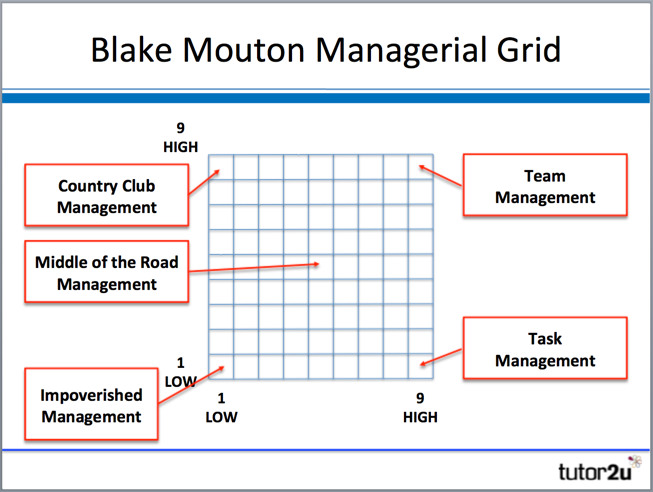 Blake Mouton Managerial Grid
9
HIGH
Country Club
Management
Team
Management
Middle of the Road
Management
Task
Management
1
LOW
Impoverished
Management
1
LOW
9
HIGH
tutor2u